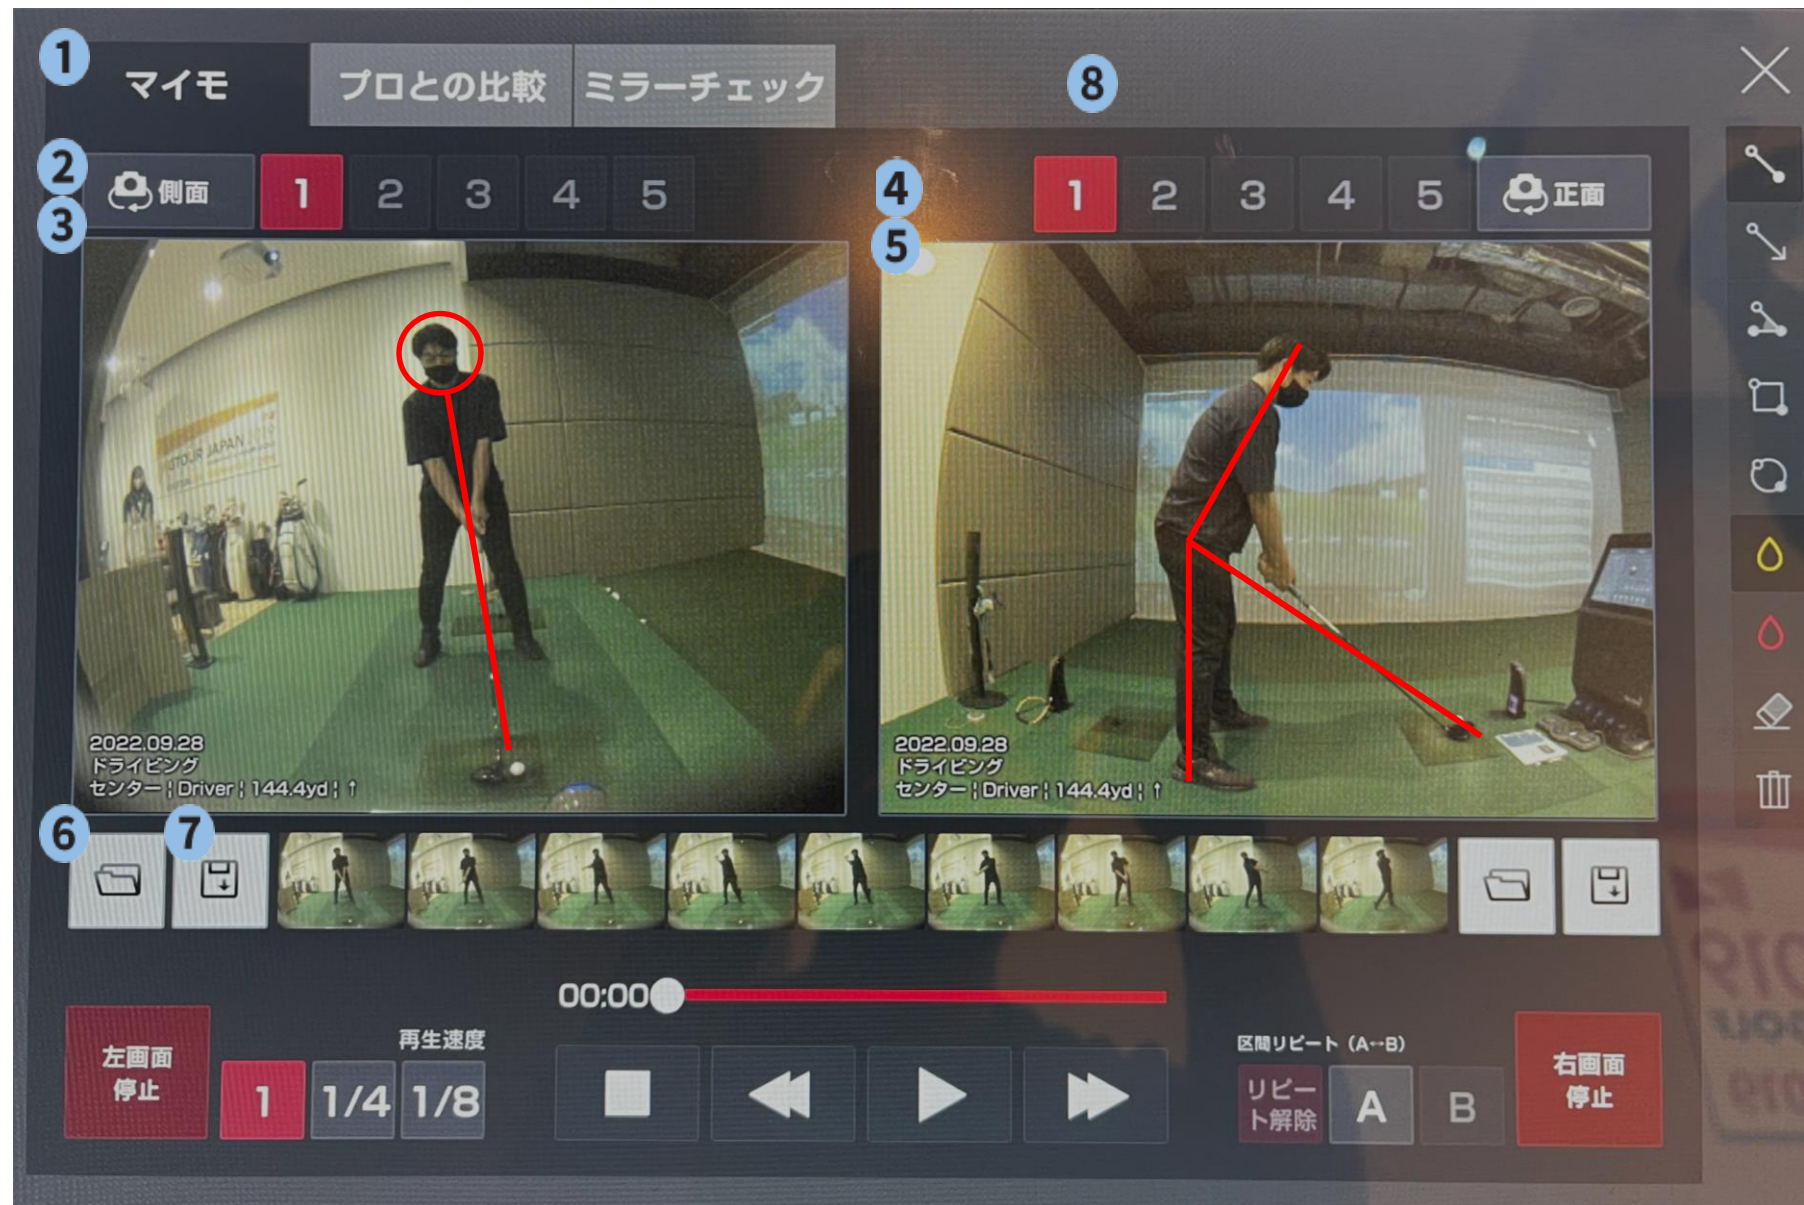 1
マイモ
プロとの比較
ミラーチェック
8
2
側面
1 2 3 4 5
4
1 2 3 4 5
正面
3
5
GTOUR JAPAN
2022.09.28
ドライビング
センター ¦ Driver ¦ 144.4yd ¦ ↑
2022.09.28
ドライビング
センター ¦ Driver ¦ 144.4yd ¦ ↑
6
7
00:00
左画面
停止
再生速度
1 1/4 1/8
区間リピート (A↔B)
リピー
ト解除
A
B
右画面
停止